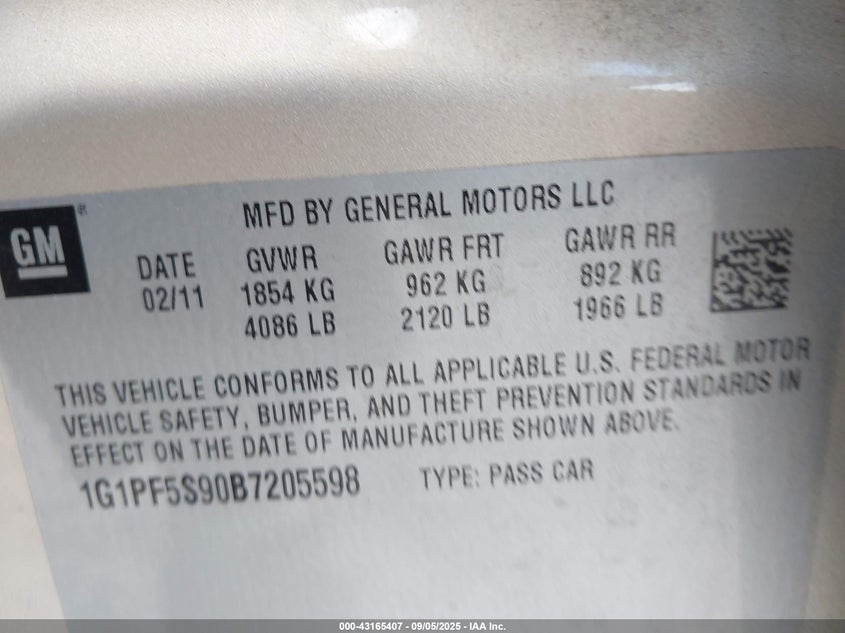 GM
®
MFD BY GENERAL MOTORS LLC
DATE GVWR GAWR FRT GAWR RR
02/11 1854 KG 962 KG 892 KG
4086 LB 2120 LB 1966 LB
THIS VEHICLE CONFORMS TO ALL APPLICABLE U.S. FEDERAL MOTOR
VEHICLE SAFETY, BUMPER, AND THEFT PREVENTION STANDARDS IN
EFFECT ON THE DATE OF MANUFACTURE SHOWN ABOVE.
1G1PF5S90B7205598 TYPE: PASS CAR
000-43165407 - 09/05/2025 - IAA Inc.